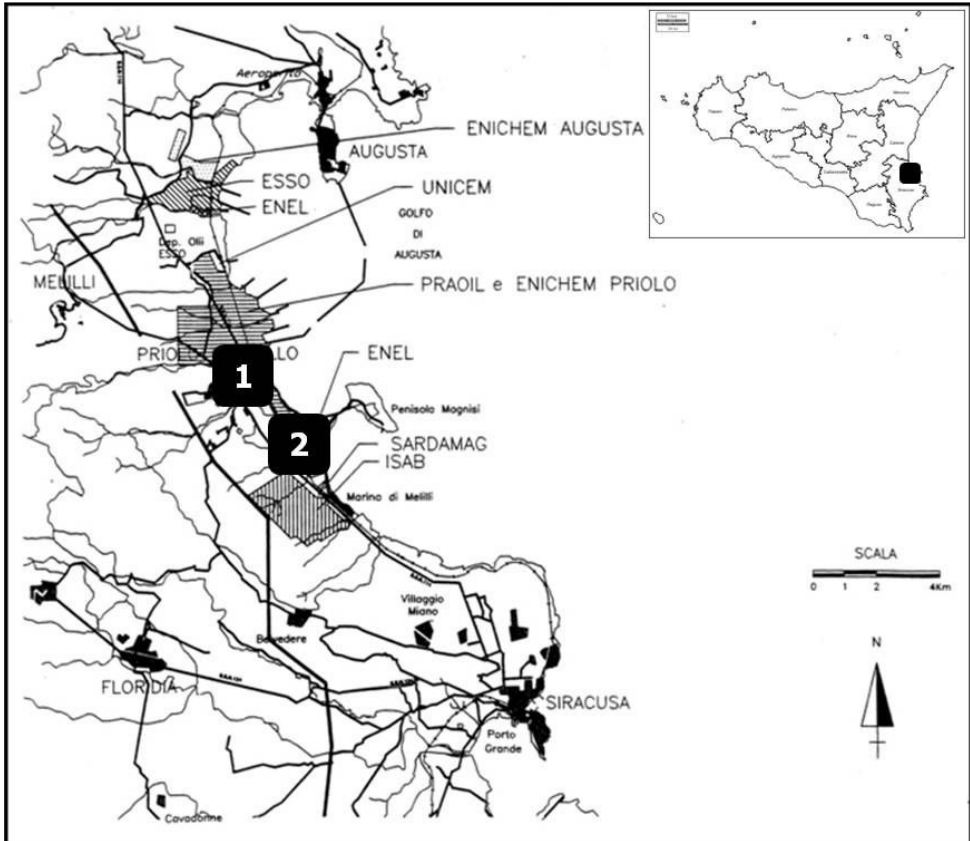 Aeroporto
ENICHEM AUGUSTA
AUGUSTA
ESSO
UNICEM
ENEL
GOLFO
DI
AUGUSTA
Dep. Olii
ESSO
MELILLI
PRAOIL e ENICHEM PRIOLO
1
ENEL
Penisola Magnisi
2
SARDAMAG
ISAB
Marina di Melilli
SCALA
0 1 2 4Km
Villaggio
Miano
Belvedere
N
FLORIDIA
SIRACUSA
Porto
Grande
Cavadonne